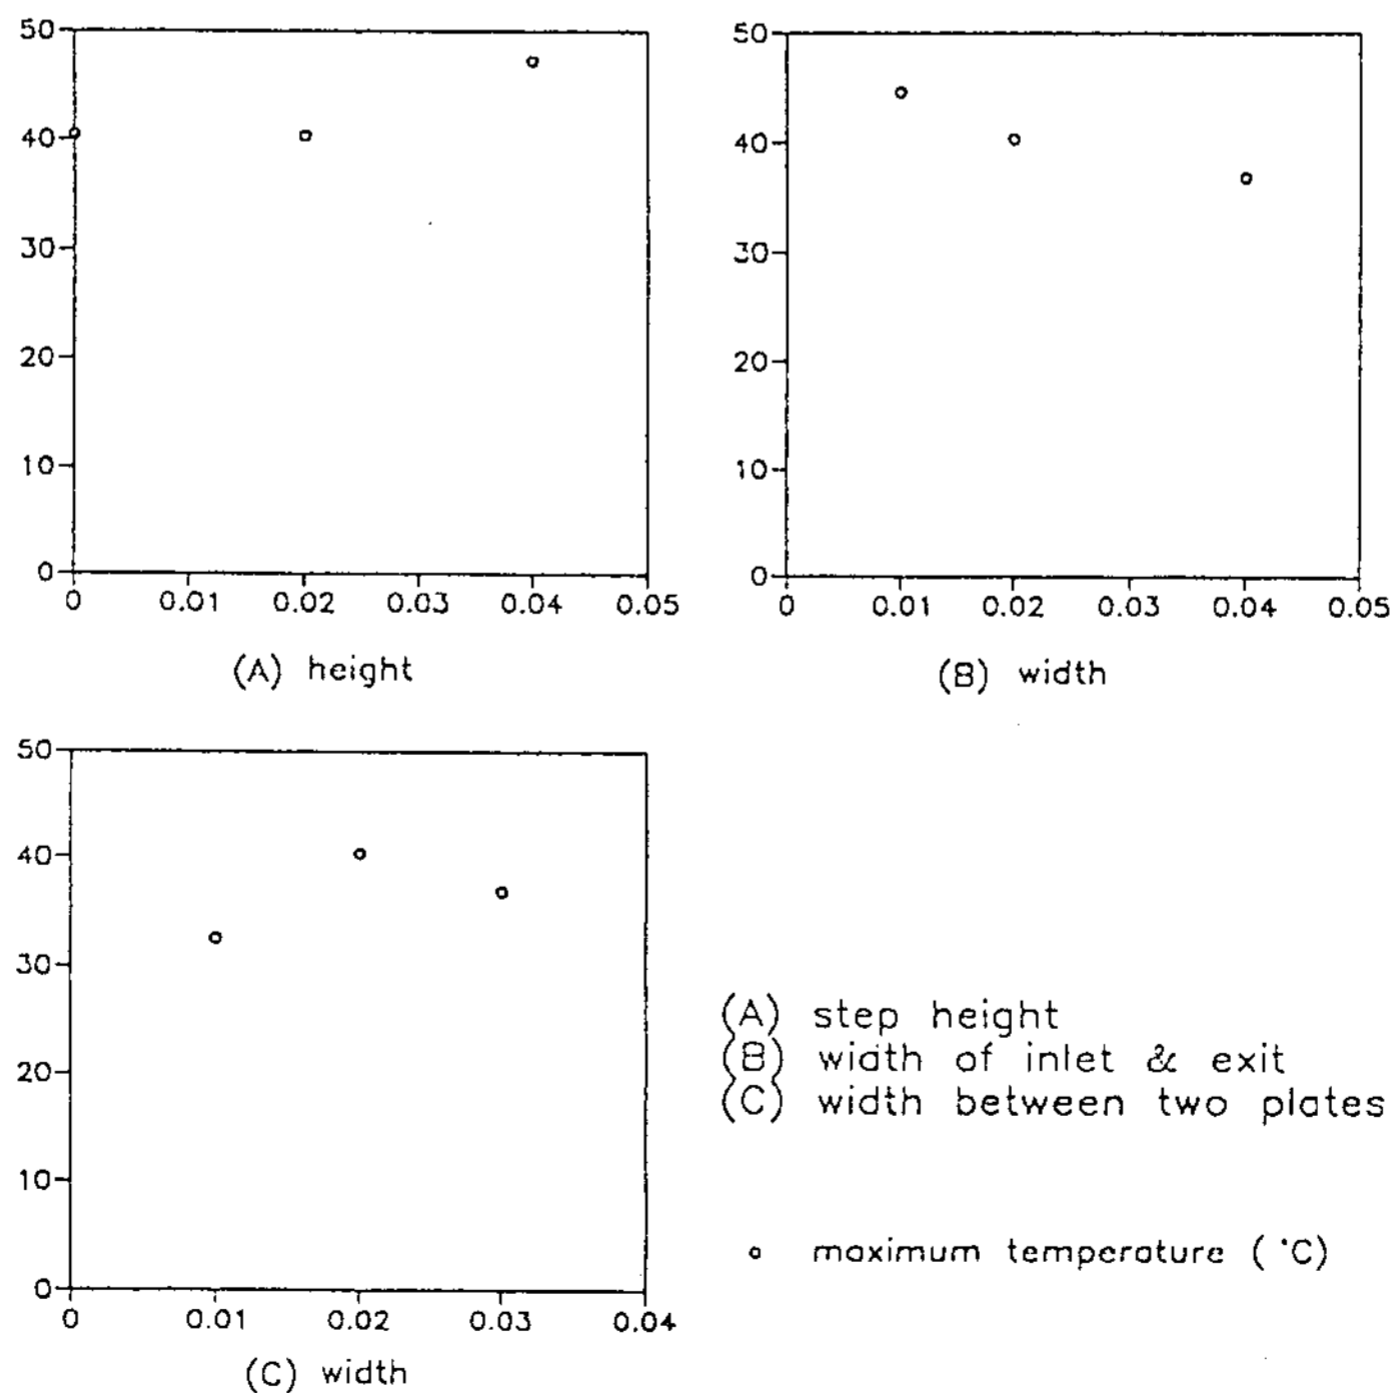 50
40
30
20
10
0
0 0.01 0.02 0.03 0.04 0.05
(A) height
50
40
30
20
10
0
0 0.01 0.02 0.03 0.04 0.05
(B) width
50
40
30
20
10
0
0 0.01 0.02 0.03 0.04
(C) width
(A) step height
(B) width of inlet & exit
(C) width between two plates
o maximum temperature (°C)